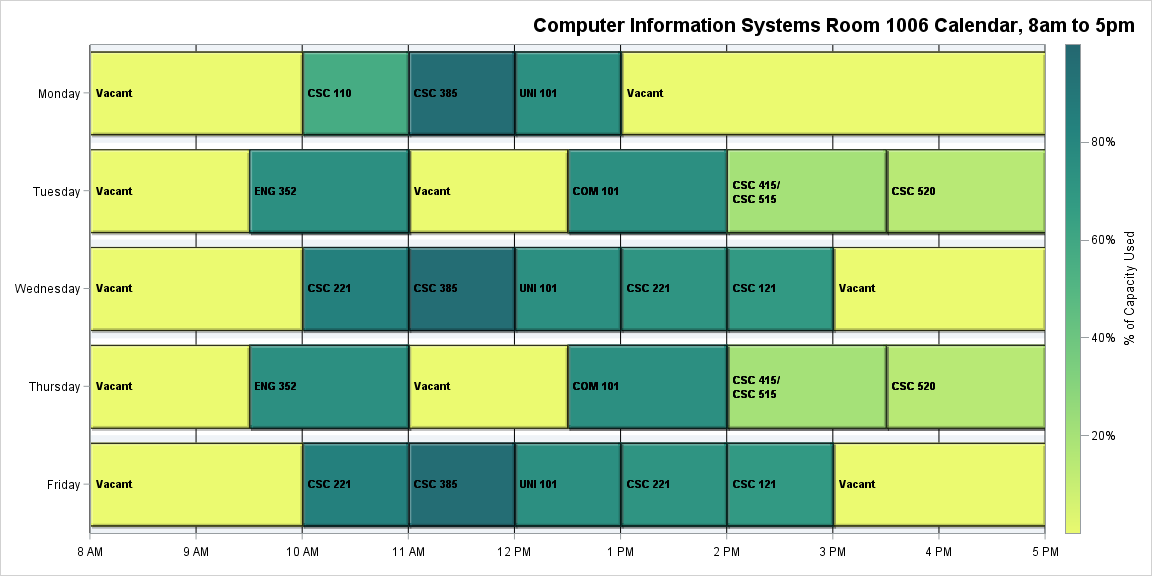 Computer Information Systems Room 1006 Calendar, 8am to 5pm
Monday
Vacant
CSC 110
CSC 385
UNI 101
Vacant
Tuesday
Vacant
ENG 352
Vacant
COM 101
CSC 415/
CSC 515
CSC 520
Wednesday
Vacant
CSC 221
CSC 385
UNI 101
CSC 221
CSC 121
Vacant
Thursday
Vacant
ENG 352
Vacant
COM 101
CSC 415/
CSC 515
CSC 520
Friday
Vacant
CSC 221
CSC 385
UNI 101
CSC 221
CSC 121
Vacant
8 AM
9 AM
10 AM
11 AM
12 PM
1 PM
2 PM
3 PM
4 PM
5 PM
80%
60%
40%
20%
% of Capacity Used